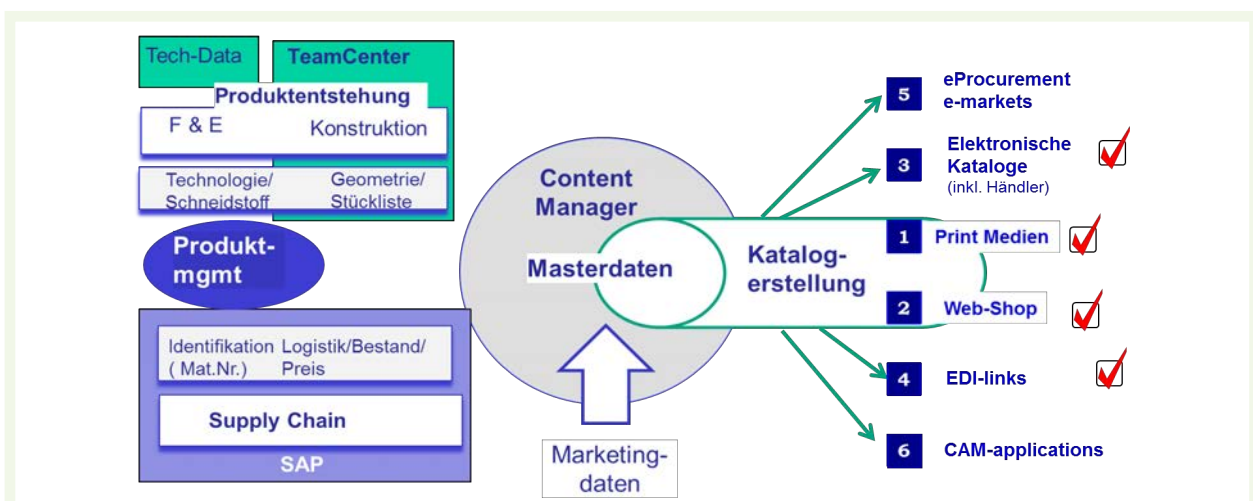 Tech-Data
TeamCenter
Produktentstehung
F & E
Konstruktion
Technologie/
Schneidstoff
Geometrie/
Stückliste
Produkt-
mgmt
Identifikation
( Mat.Nr.)
Logistik/Bestand/
Preis
Supply Chain
SAP
Content
Manager
Masterdaten
Katalog-
erstellung
Marketing-
daten
5
eProcurement
e-markets
3
Elektronische
Kataloge
(inkl. Händler)
1
Print Medien
2
Web-Shop
4
EDI-links
6
CAM-applications